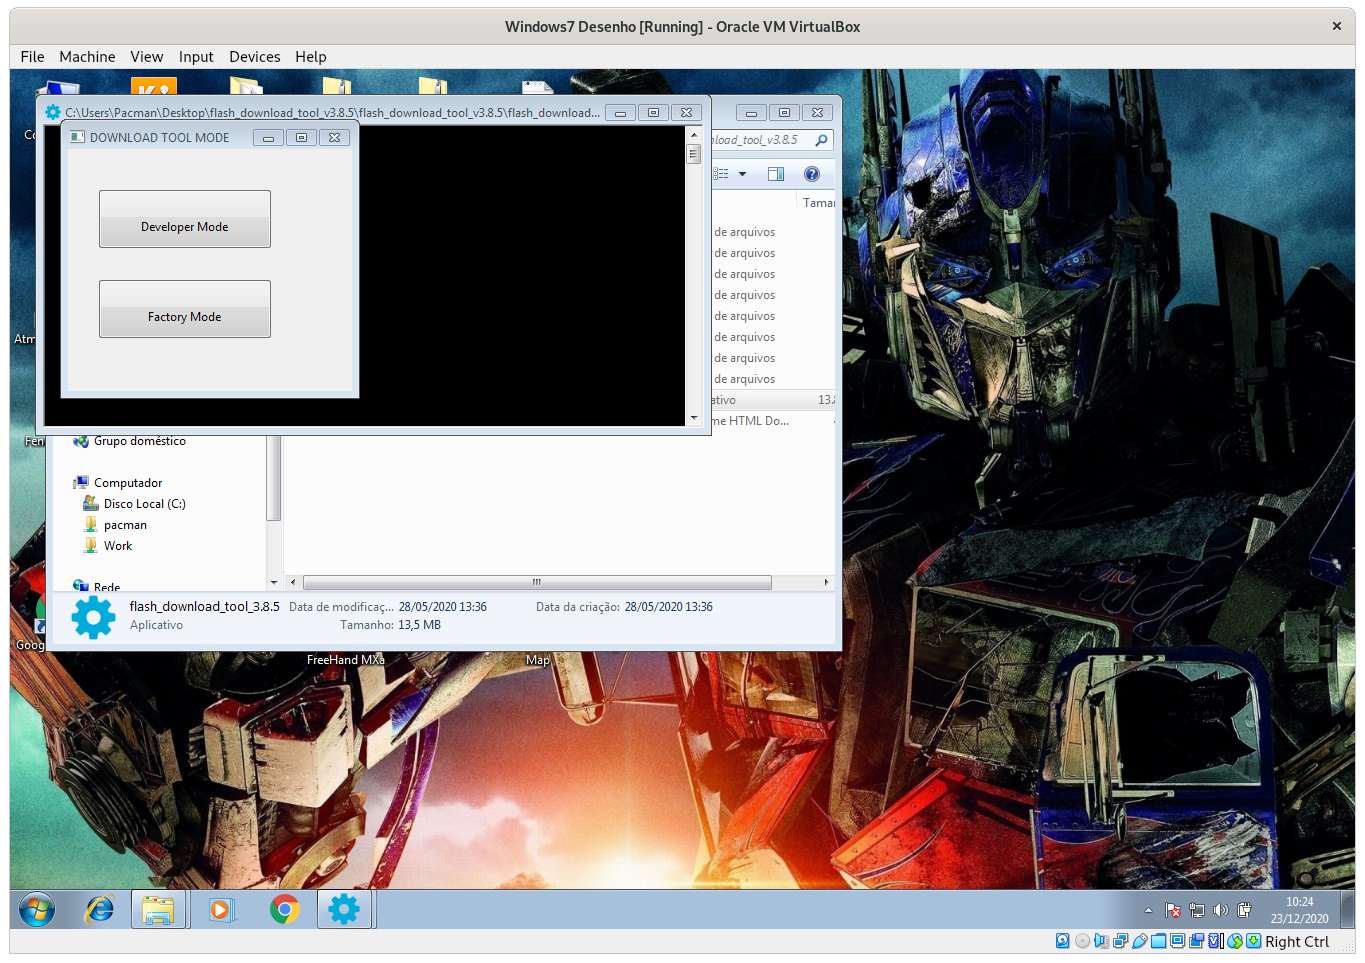 Windows7 Desenho [Running] - Oracle VM VirtualBox
File Machine View Input Devices Help
C:\Users\Pacman\Desktop\flash_download_tool_v3.8.5\flash_download_tool_v3.8.5\flash_download...
DOWNLOAD TOOL MODE
nload_tool_v3.8.5
Developer Mode
Factory Mode
Tamar
de arquivos
de arquivos
de arquivos
de arquivos
de arquivos
de arquivos
de arquivos
de arquivos
ativo 13.8
me HTML Do...
Atm
Fen
Grupo doméstico
Computador
Disco Local (C:)
pacman
Work
Rede
flash_download_tool_3.8.5 Data de modificaç... 28/05/2020 13:36 Data da criação: 28/05/2020 13:36
Aplicativo Tamanho: 13,5 MB
Goog
FreeHand MXa Map
10:24
23/12/2020
Right Ctrl